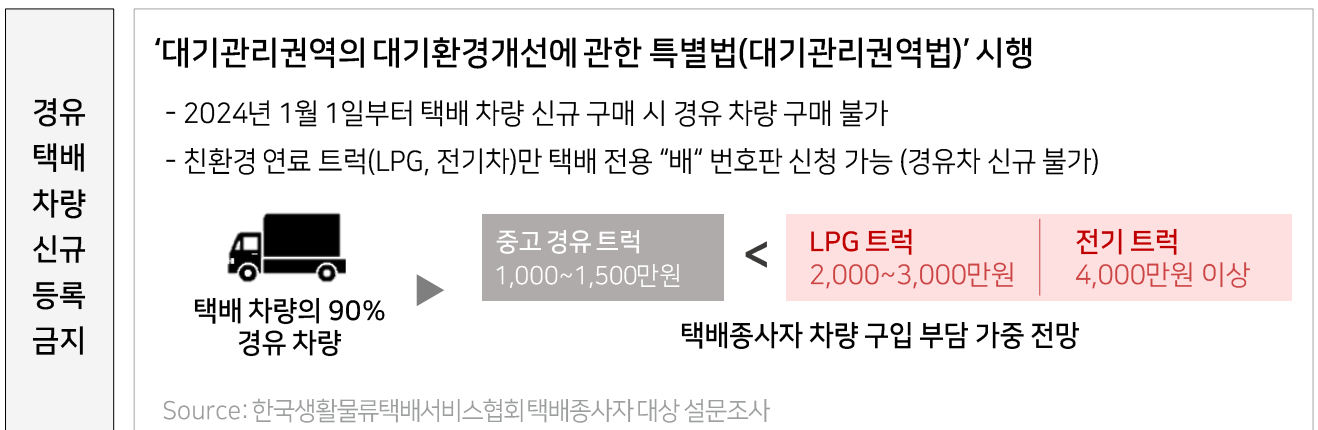 경유
택배
차량
신규
등록
금지
‘대기관리권역의 대기환경개선에 관한 특별법(대기관리권역법)’ 시행
- 2024년 1월 1일부터 택배 차량 신규 구매 시 경유 차량 구매 불가
- 친환경 연료 트럭(LPG, 전기차)만 택배 전용 “배“ 번호판 신청 가능 (경유차 신규 불가)
택배 차량의 90%
경유 차량
중고 경유 트럭
1,000~1,500만원
<
LPG 트럭
2,000~3,000만원
전기 트럭
4,000만원 이상
택배종사자 차량 구입 부담 가중 전망
Source: 한국생활물류택배서비스협회 택배종사자 대상 설문조사